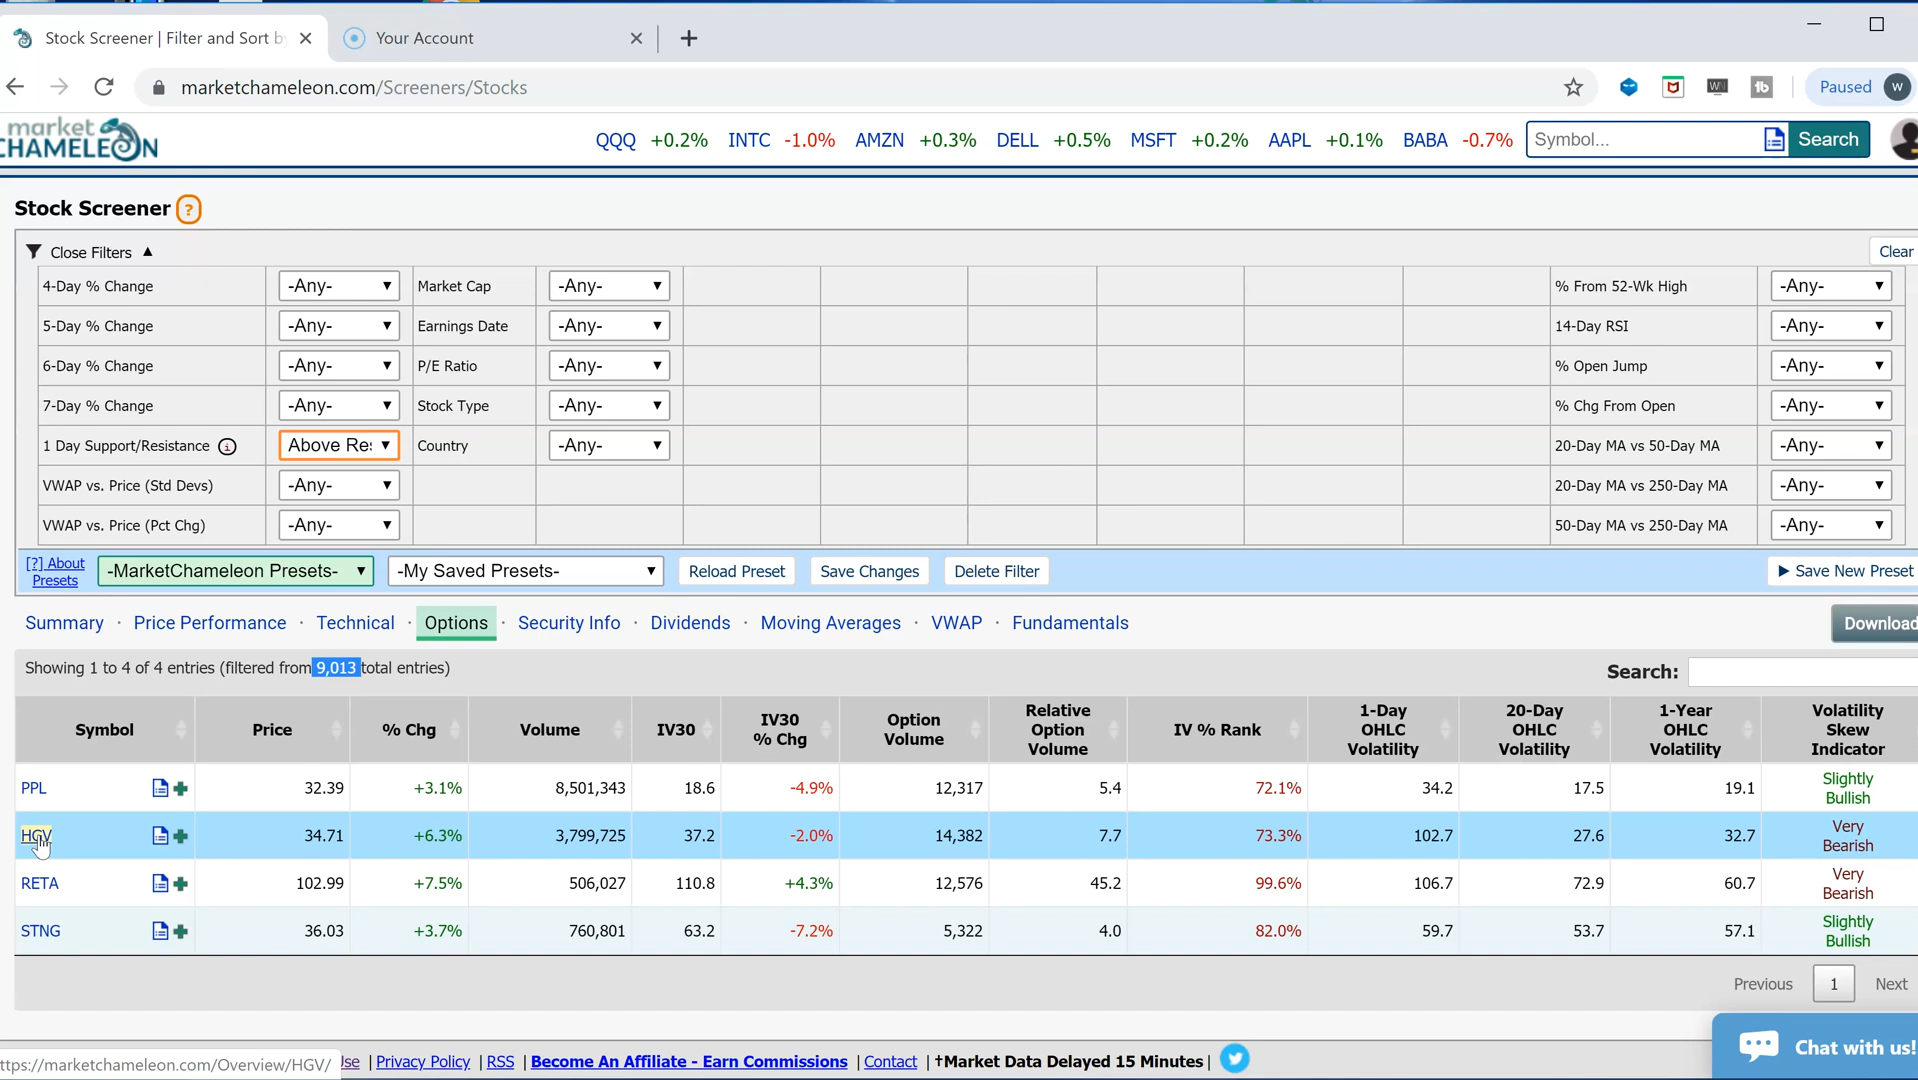 Stock Screener | Filter and Sort b
Your Account
marketchameleon.com/Screeners/Stocks
Paused W
market CHAMELEON
QQQ +0.2% INTC -1.0% AMZN +0.3% DELL +0.5% MSFT +0.2% AAPL +0.1% BABA -0.7% Symbol... Search
Stock Screener ?
Close Filters ▲ Clear
4-Day % Change -Any- Market Cap -Any- % From 52-Wk High -Any-
5-Day % Change -Any- Earnings Date -Any- 14-Day RSI -Any-
6-Day % Change -Any- P/E Ratio -Any- % Open Jump -Any-
7-Day % Change -Any- Stock Type -Any- % Chg From Open -Any-
1 Day Support/Resistance i Above Res Country -Any- 20-Day MA vs 50-Day MA -Any-
VWAP vs. Price (Std Devs) -Any- 20-Day MA vs 250-Day MA -Any-
VWAP vs. Price (Pct Chg) -Any- 50-Day MA vs 250-Day MA -Any-
[?] About Presets -MarketChameleon Presets- -My Saved Presets- Reload Preset Save Changes Delete Filter ▶ Save New Preset
Summary · Price Performance · Technical · Options · Security Info · Dividends · Moving Averages · VWAP · Fundamentals Download
Showing 1 to 4 of 4 entries (filtered from 9,013 total entries) Search:
Symbol Price % Chg Volume IV30 IV30 % Chg Option Volume Relative Option Volume IV % Rank 1-Day OHLC Volatility 20-Day OHLC Volatility 1-Year OHLC Volatility Volatility Skew Indicator
PPL 32.39 +3.1% 8,501,343 18.6 -4.9% 12,317 5.4 72.1% 34.2 17.5 19.1 Slightly Bullish
HGV 34.71 +6.3% 3,799,725 37.2 -2.0% 14,382 7.7 73.3% 102.7 27.6 32.7 Very Bearish
RETA 102.99 +7.5% 506,027 110.8 +4.3% 12,576 45.2 99.6% 106.7 72.9 60.7 Very Bearish
STNG 36.03 +3.7% 760,801 63.2 -7.2% 5,322 4.0 82.0% 59.7 53.7 57.1 Slightly Bullish
Previous 1 Next
Chat with us!
ttps://marketchameleon.com/Overview/HGV/ Use | Privacy Policy | RSS | Become An Affiliate - Earn Commissions | Contact | †Market Data Delayed 15 Minutes |